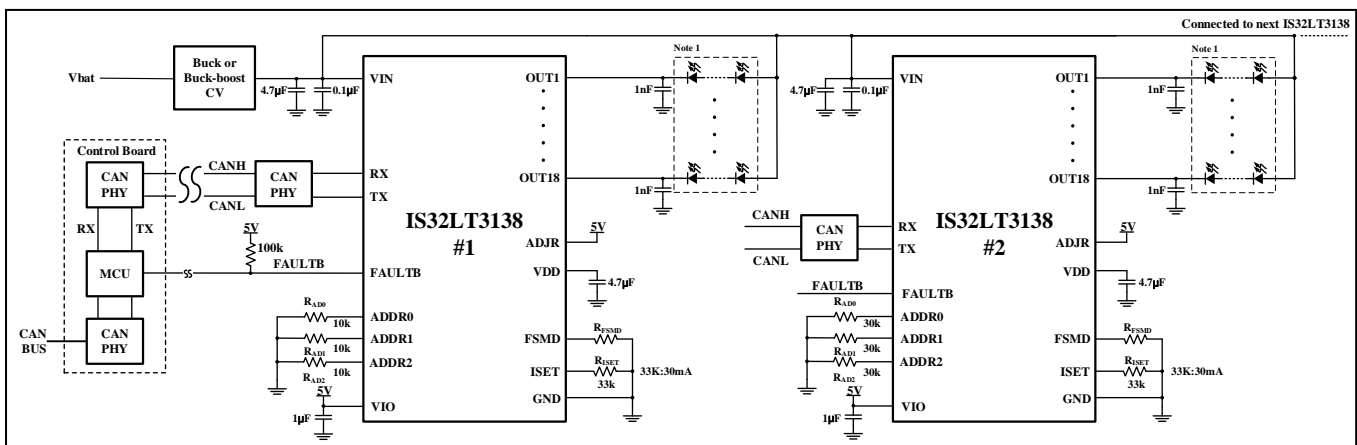 Connected to next IS32LT3138
Vbat
Buck or
Buck-boost
CV
4.7µF
0.1µF
VIN
OUT1
1nF
Note 1
OUT18
1nF
Control Board
CAN
PHY
CANH
CANL
CAN
PHY
RX
TX
RX
TX
MCU
5V
100k
FAULTB
FAULTB
CAN
BUS
CAN
PHY
IS32LT3138
#1
ADJR
5V
VDD
4.7µF
RAD0
10k
ADDR0
RAD1
10k
ADDR1
RAD2
10k
ADDR2
5V
1µF
VIO
FSMD
RFSMD
ISET
RISET
33k
33K:30mA
GND
4.7µF
0.1µF
VIN
OUT1
1nF
Note 1
OUT18
1nF
CANH
CANL
CAN
PHY
RX
TX
IS32LT3138
#2
FAULTB
FAULTB
ADJR
5V
VDD
4.7µF
RAD0
30k
ADDR0
RAD1
30k
ADDR1
RAD2
30k
ADDR2
5V
1µF
VIO
FSMD
RFSMD
ISET
RISET
33k
33K:30mA
GND